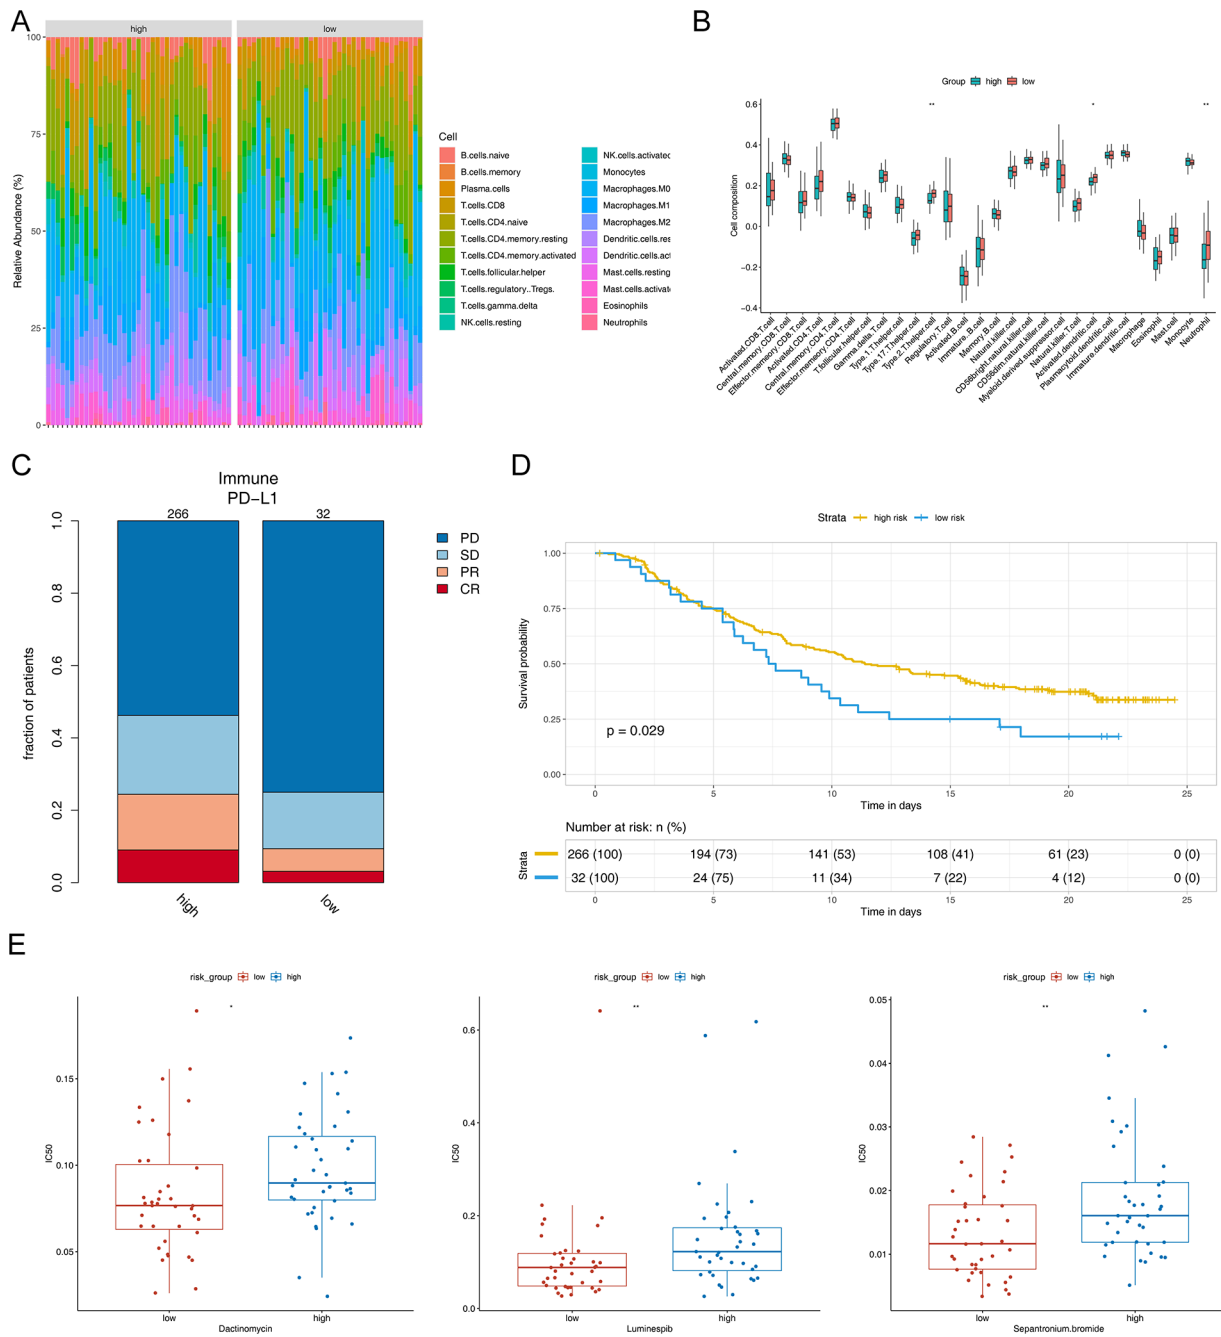 A
high
low
Relative Abundance (%)
100
75
50
25
0
Cell
B.cells.naive
B.cells.memory
Plasma.cells
T.cells.CD8
T.cells.CD4.naive
T.cells.CD4.memory.resting
T.cells.CD4.memory.activated
T.cells.follicular.helper
T.cells.regulatory..Tregs.
T.cells.gamma.delta
NK.cells.resting
NK.cells.activated
Monocytes
Macrophages.M0
Macrophages.M1
Macrophages.M2
Dendritic.cells.res
Dendritic.cells.act
Mast.cells.resting
Mast.cells.activate
Eosinophils
Neutrophils
B
Group high low
** * **
Cell composition
0.6
0.4
0.2
0.0
−0.2
−0.4
Activated.CD8.T.cell
Central.memory.CD8.T.cell
Effector.memory.CD8.T.cell
Activated.CD4.T.cell
Central.memory.CD4.T.cell
Effector.memory.CD4.T.cell
T.follicular.helper.cell
Gamma.delta.T.cell
Type.1.T.helper.cell
Type.17.T.helper.cell
Type.2.T.helper.cell
Regulatory.T.cell
Activated.B.cell
Immature..B.cell
Memory.B.cell
Natural.killer.cell
CD56bright.natural.killer.cell
CD56dim.natural.killer.cell
Myeloid.derived.suppressor.cell
Natural.killer.T.cell
Activated.dendritic.cell
Plasmacytoid.dendritic.cell
Immature.dendritic.cell
Macrophage
Eosinophil
Mast.cell
Monocyte
Neutrophil
C
Immune
PD−L1
266 32
fraction of patients
1.0
0.8
0.6
0.4
0.2
0.0
high low
PD
SD
PR
CR
D
Strata high risk low risk
Survival probability
1.00
0.75
0.50
0.25
0.00
p = 0.029
0 5 10 15 20 25
Time in days
Number at risk: n (%)
Strata
266 (100) 194 (73) 141 (53) 108 (41) 61 (23) 0 (0)
32 (100) 24 (75) 11 (34) 7 (22) 4 (12) 0 (0)
0 5 10 15 20 25
Time in days
E
risk_group low high
*
IC50
0.15
0.10
0.05
low high
Dactinomycin
risk_group low high
**
IC50
0.6
0.4
0.2
0.0
low high
Luminespib
risk_group low high
**
IC50
0.05
0.04
0.03
0.02
0.01
low high
Sepantronium.bromide